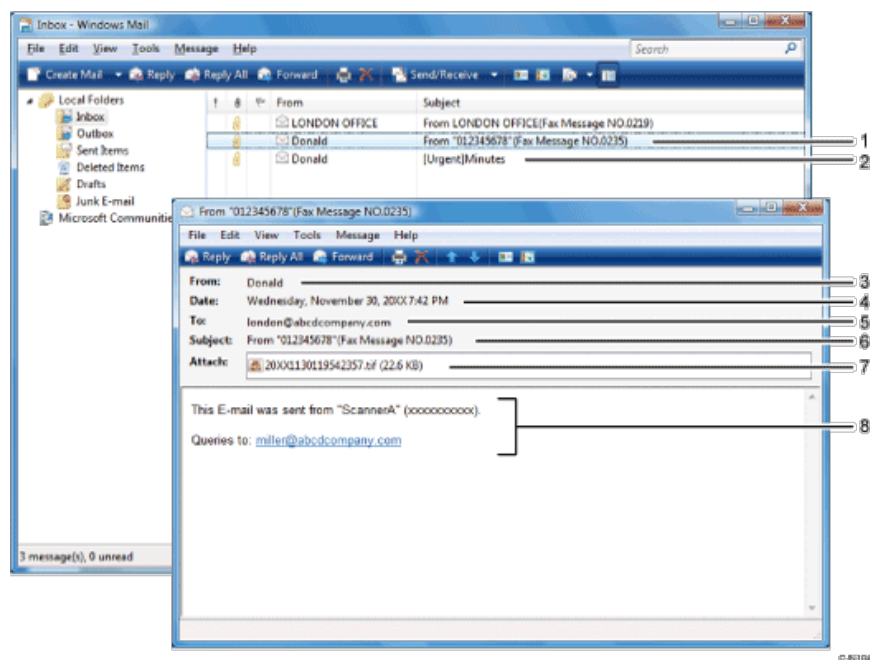 Inbox - Windows Mail
File Edit View Tools Message Help
Search
Create Mail Reply Reply All Forward Send/Receive
Local Folders
Inbox
Outbox
Sent Items
Deleted Items
Drafts
Junk E-mail
Microsoft Communitie
! From Subject
LONDON OFFICE From LONDON OFFICE(Fax Message NO.0219)
Donald From "012345678"(Fax Message NO.0235)
Donald [Urgent]Minutes
1
2
From "012345678"(Fax Message NO.0235)
File Edit View Tools Message Help
Reply Reply All Forward
From: Donald
3
Date: Wednesday, November 30, 20XX 7:42 PM
4
To: london@abcdcompany.com
5
Subject: From "012345678"(Fax Message NO.0235)
6
Attach: 20XX1130119542357.tif (22.6 KB)
7
This E-mail was sent from "ScannerA" (xxxxxxxxxx).
Queries to: miller@abcdcompany.com
8
3 message(s), 0 unread